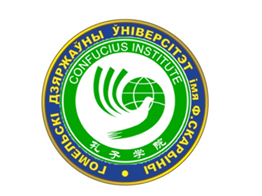 ГОМЕЛЬСКІ ДЗЯРЖАЎНЫ ЎНІВЕРСІТЭТ імя Ф.СКАРЫНЫ
CONFUCIUS INSTITUTE
孔子学院